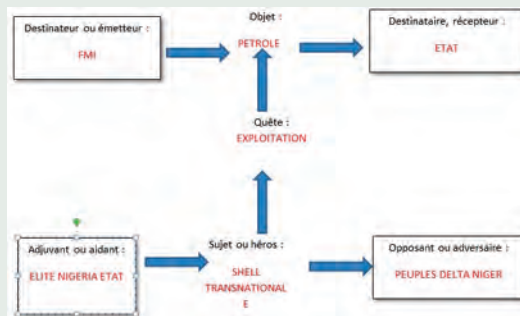 Destinateur ou émetteur :
FMI
Objet :
PETROLE
Destinataire, récepteur :
ETAT
Quête :
EXPLOITATION
Adjuvant ou aidant :
ELITE NIGERIA ETAT
Sujet ou héros :
SHELL
TRANSNATIONAL
E
Opposant ou adversaire :
PEUPLES DELTA NIGER